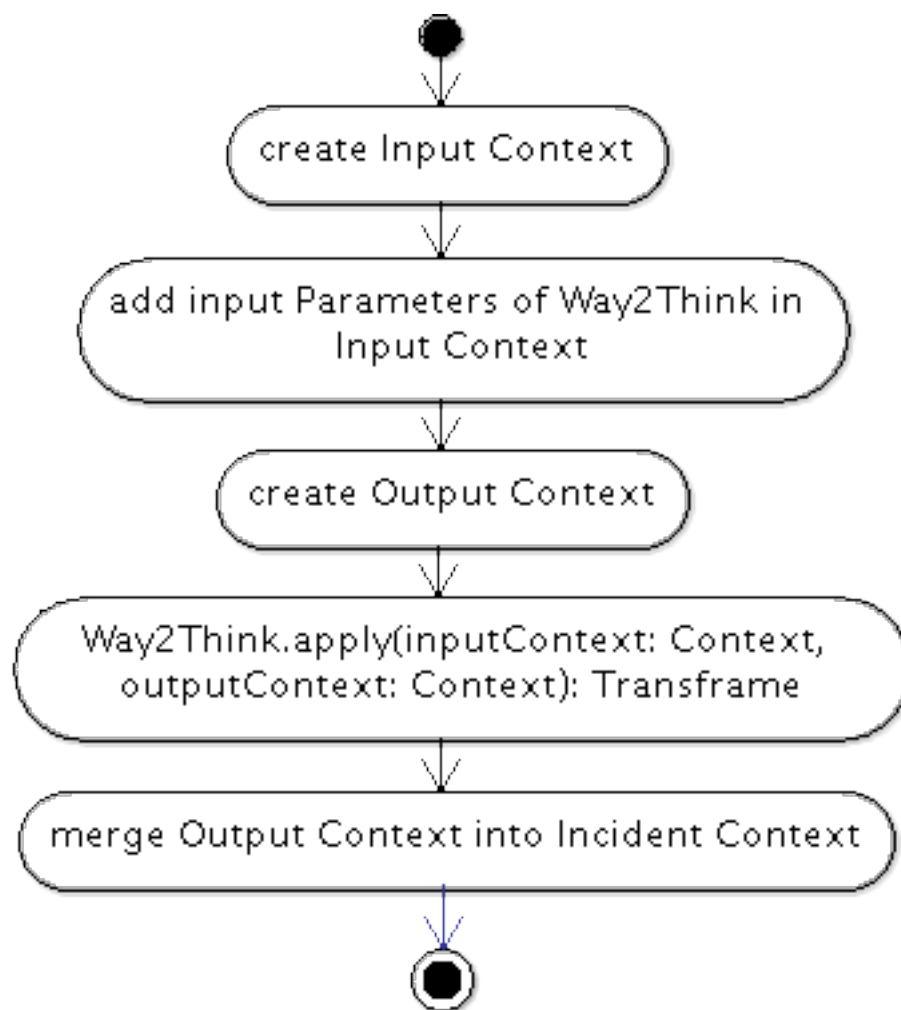 create Input Context
add input Parameters of Way2Think in
Input Context
create Output Context
Way2Think.apply(inputContext: Context,
outputContext: Context): Transframe
merge Output Context into Incident Context